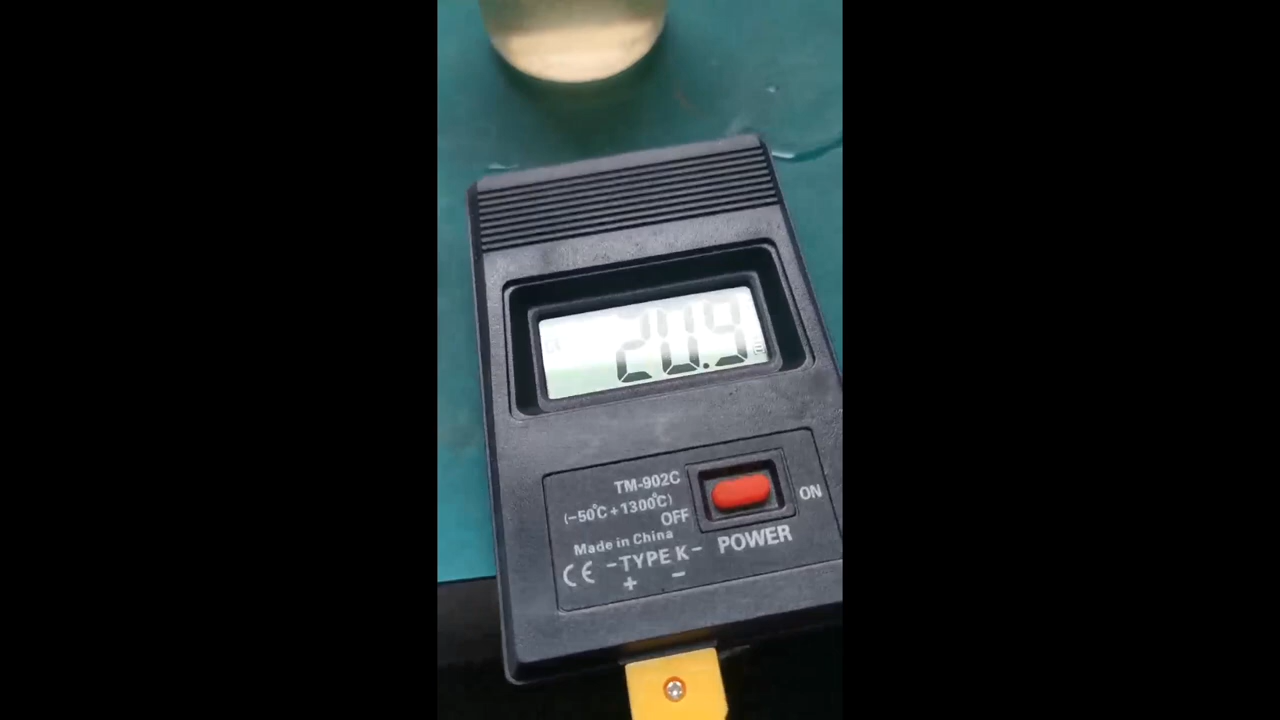 20.9
TM-902C
(-50°C+1300°C)
OFF
ON
Made in China
POWER
CE -TYPE K-
+ -